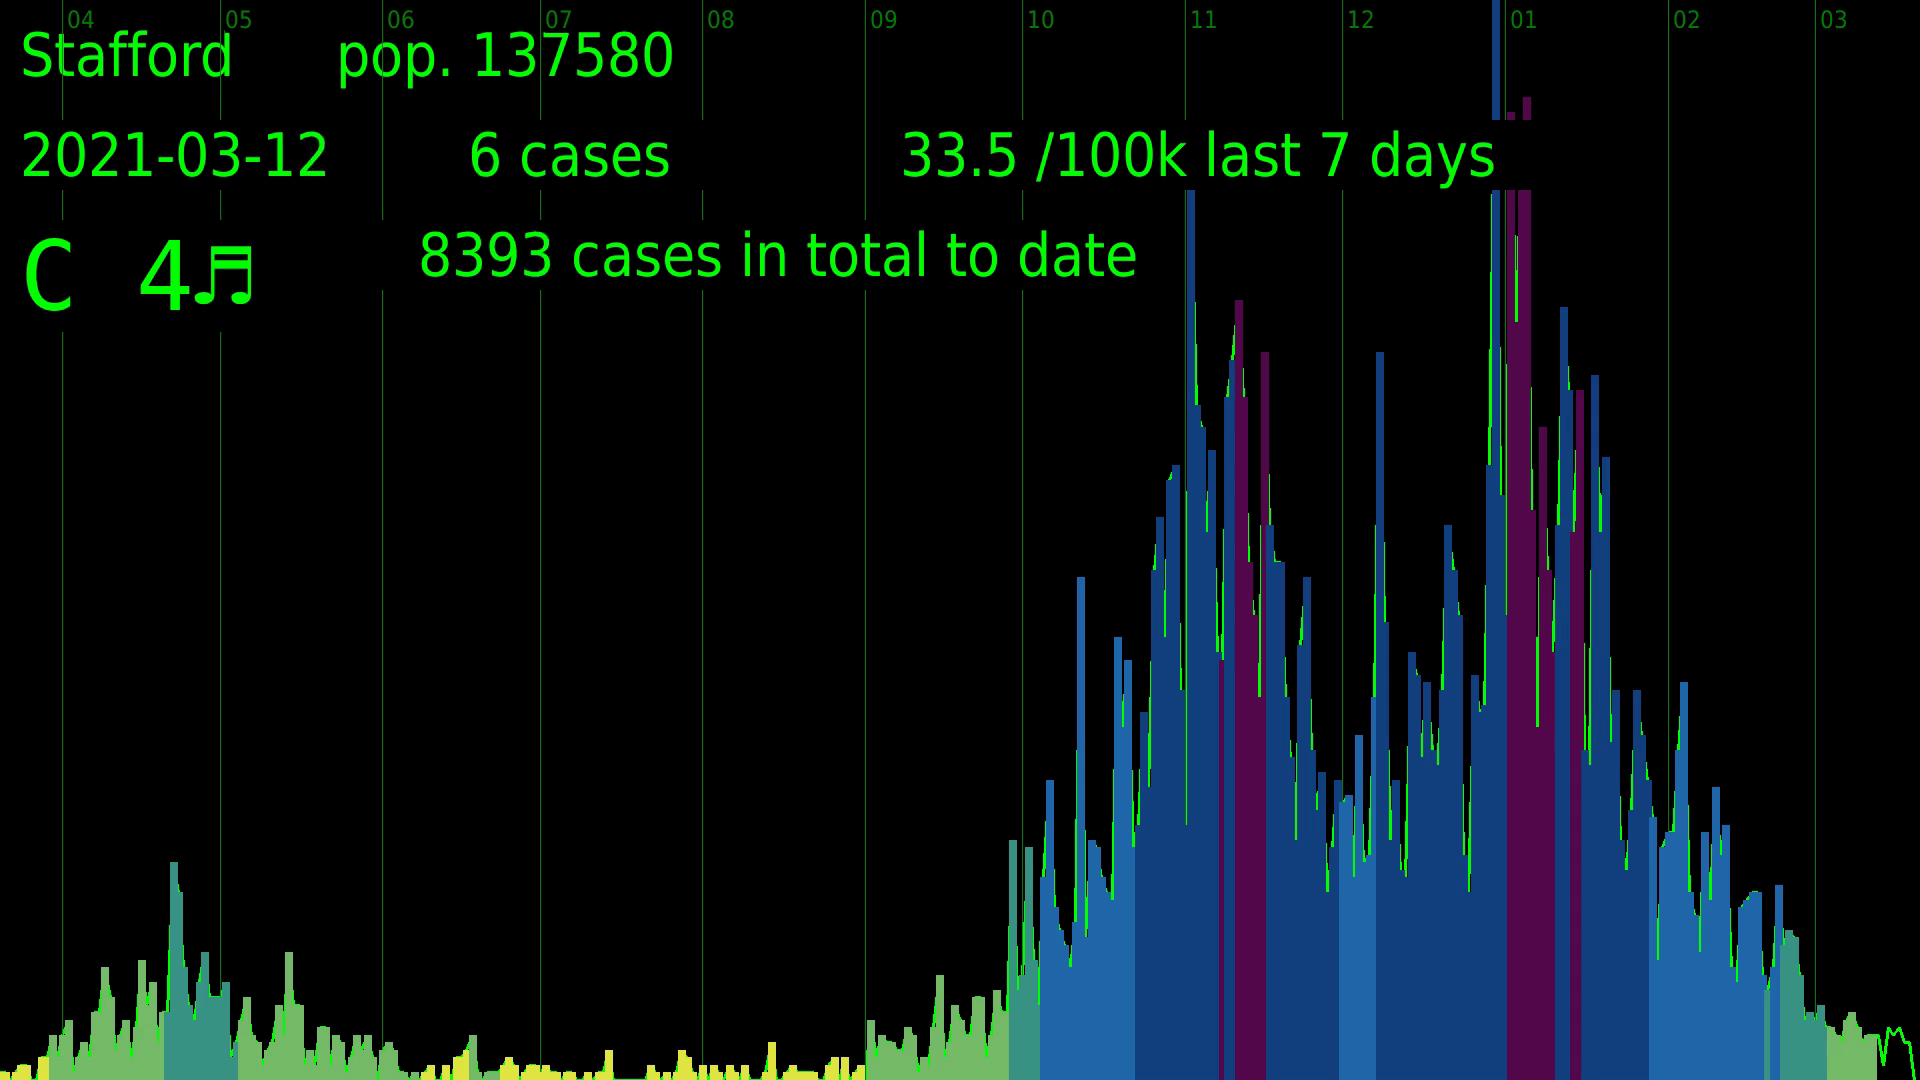 04 05 06 07 08 09 10 11 12 01 02 03
Stafford pop. 137580
2021-03-12 6 cases 33.5 /100k last 7 days
C 4♬ 8393 cases in total to date